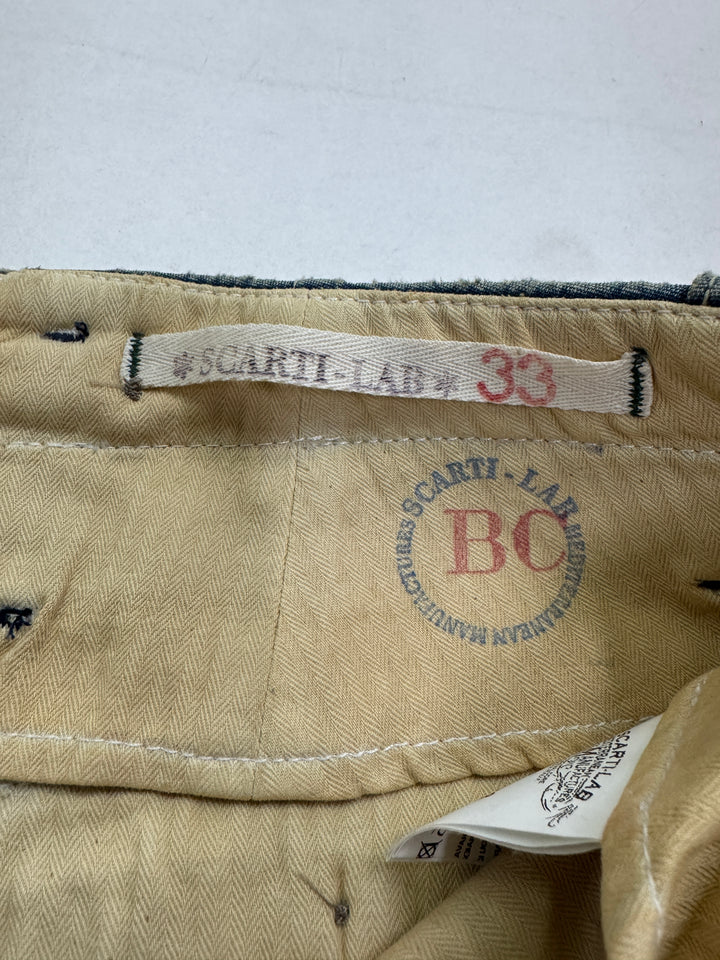 * SCARTI-LAB * 33
SCARTI-LAB MEDITERRANEAN MANUFACTURES
BC
SCARTI-LAB